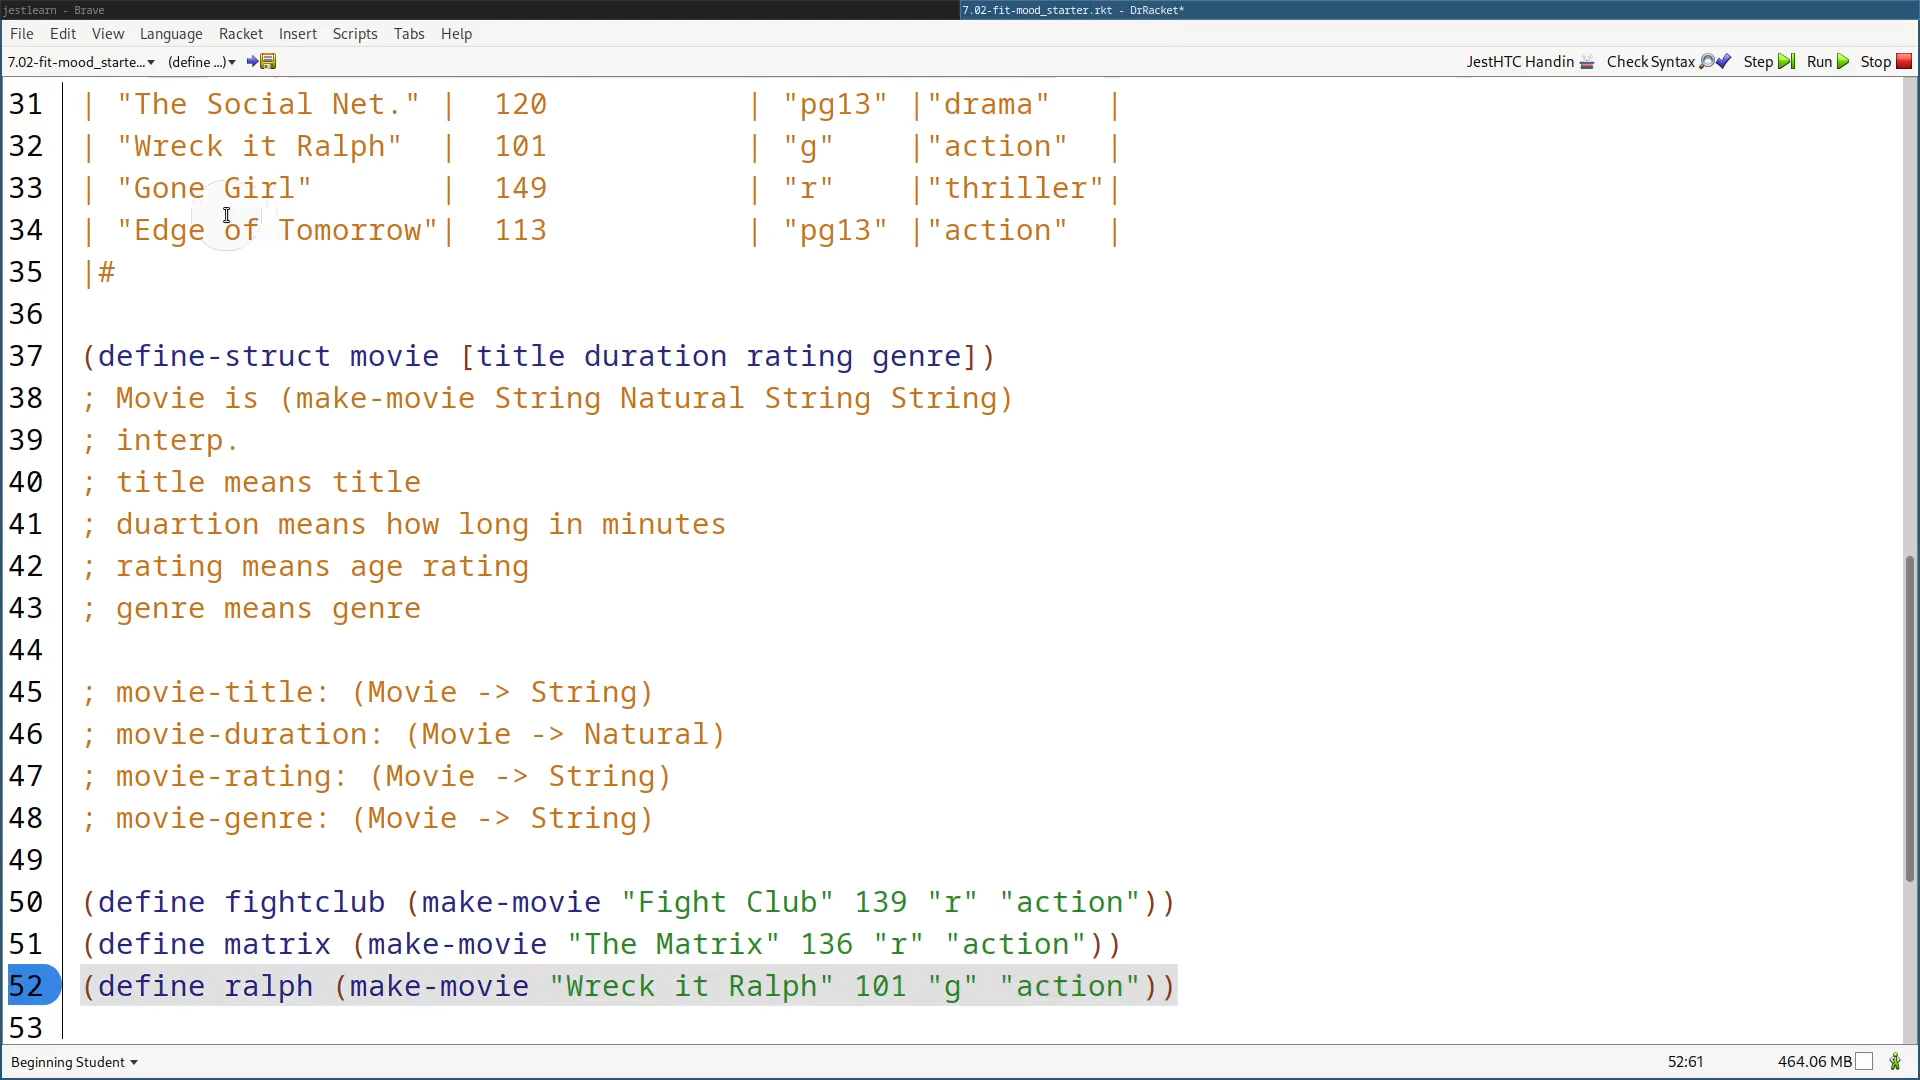 jestlearn - Brave
7.02-fit-mood_starter.rkt - DrRacket*
File Edit View Language Racket Insert Scripts Tabs Help
7.02-fit-mood_starte... (define ...) JestHTC Handin Check Syntax Step Run Stop
31 | "The Social Net." | 120 | "pg13" |"drama" |
32 | "Wreck it Ralph" | 101 | "g" |"action" |
33 | "Gone Girl" | 149 | "r" |"thriller"|
34 | "Edge of Tomorrow"| 113 | "pg13" |"action" |
35 |#
36
37 (define-struct movie [title duration rating genre])
38 ; Movie is (make-movie String Natural String String)
39 ; interp.
40 ; title means title
41 ; duartion means how long in minutes
42 ; rating means age rating
43 ; genre means genre
44
45 ; movie-title: (Movie -> String)
46 ; movie-duration: (Movie -> Natural)
47 ; movie-rating: (Movie -> String)
48 ; movie-genre: (Movie -> String)
49
50 (define fightclub (make-movie "Fight Club" 139 "r" "action"))
51 (define matrix (make-movie "The Matrix" 136 "r" "action"))
52 (define ralph (make-movie "Wreck it Ralph" 101 "g" "action"))
53
Beginning Student 52:61 464.06 MB